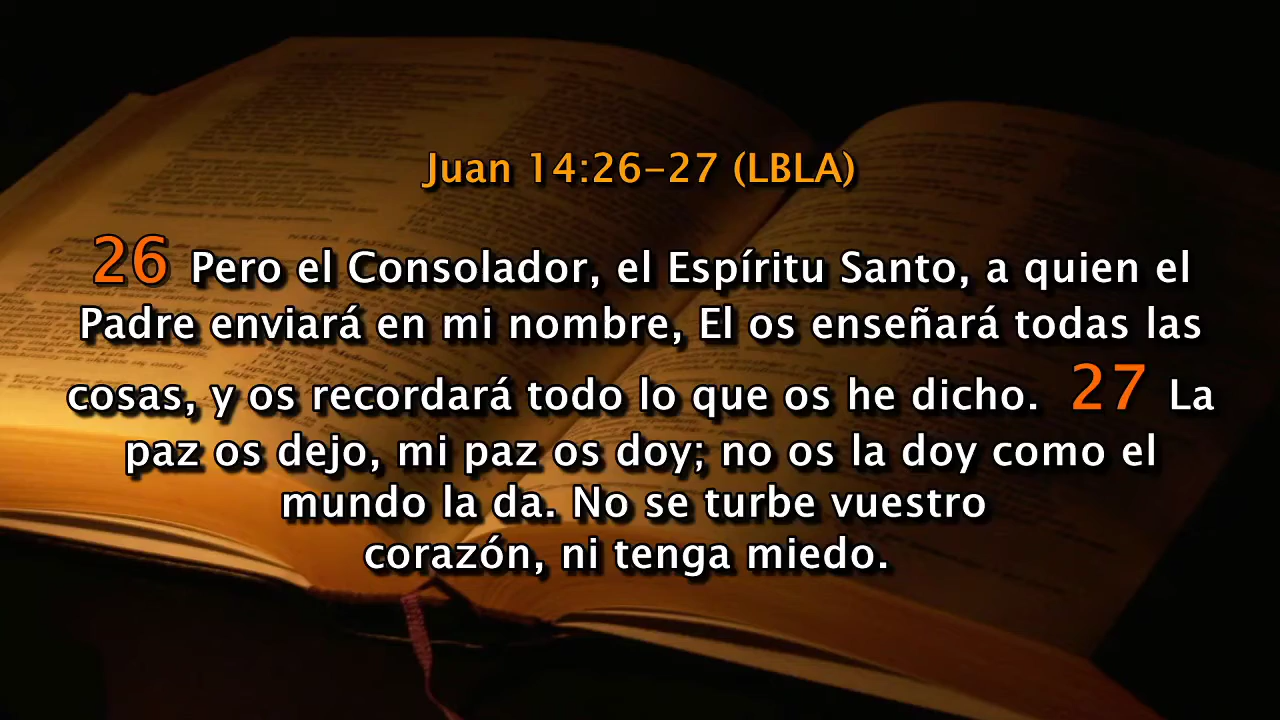 Juan 14:26-27 (LBLA)
26 Pero el Consolador, el Espíritu Santo, a quien el
Padre enviará en mi nombre, El os enseñará todas las
cosas, y os recordará todo lo que os he dicho. 27 La
paz os dejo, mi paz os doy; no os la doy como el
mundo la da. No se turbe vuestro
corazón, ni tenga miedo.